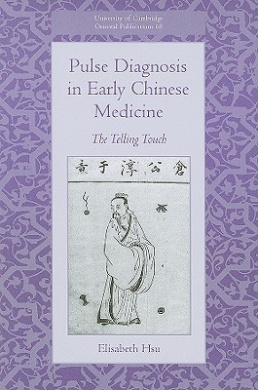 University of Cambridge
Oriental Publications 68
Pulse Diagnosis
in Early Chinese
Medicine
The Telling Touch
倉公淳于意
Elisabeth Hsu